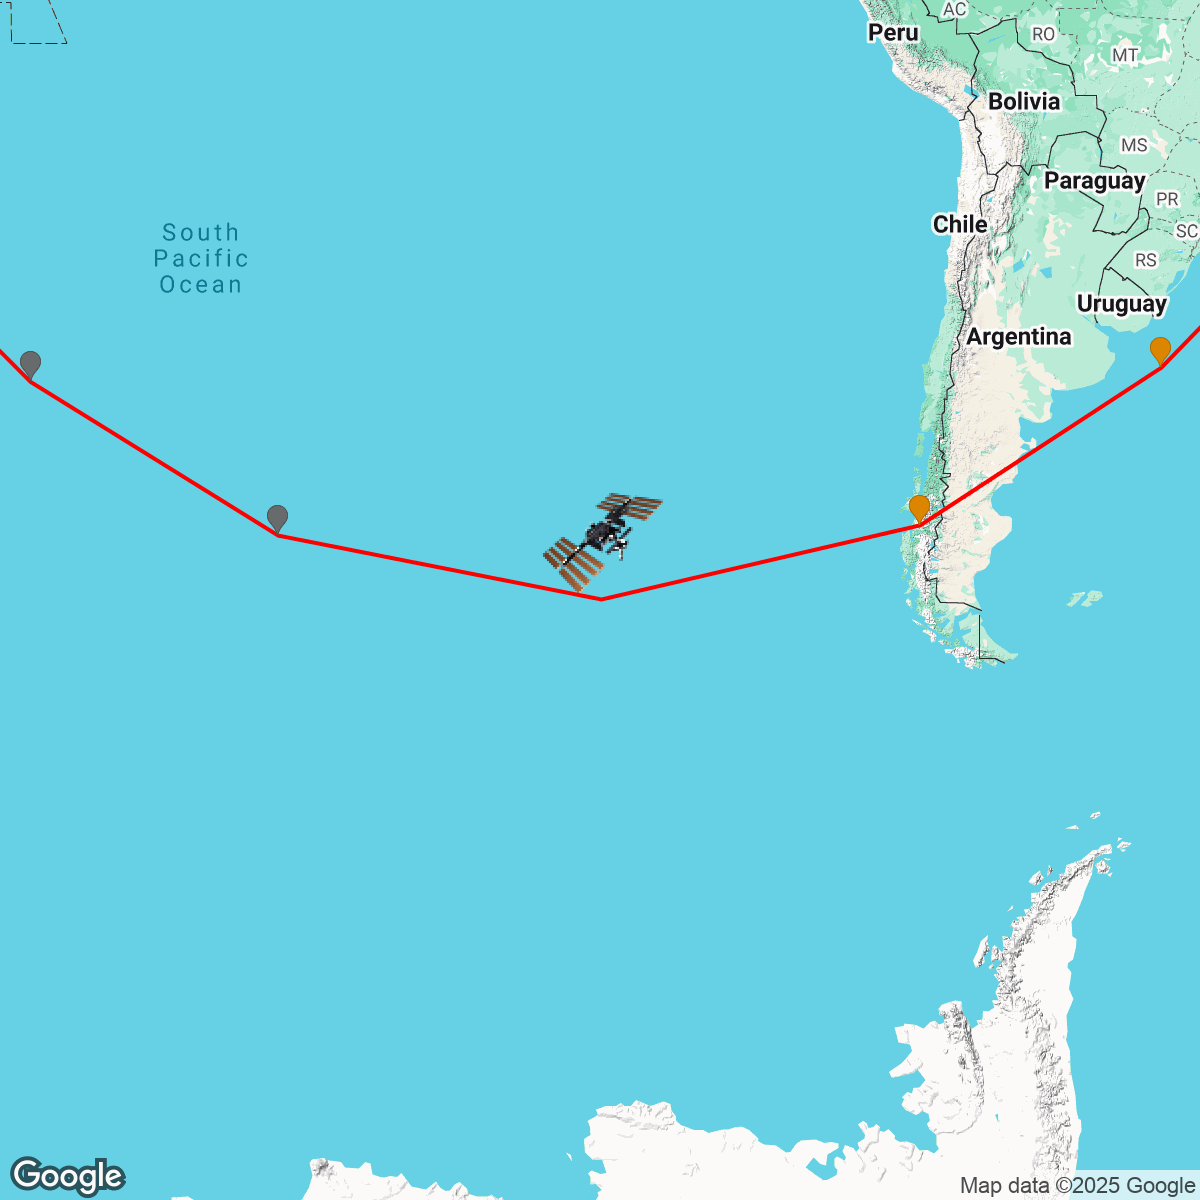 AC
Peru
RO
MT
Bolivia
MS
Paraguay
PR
Chile
SC
South
Pacific
Ocean
RS
Uruguay
Argentina
Google
Map data ©2025 Google